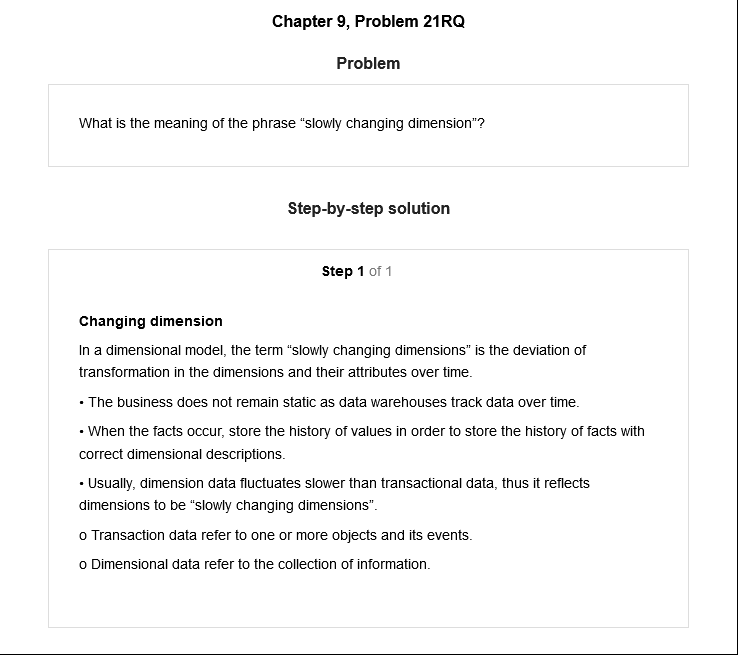 Chapter 9, Problem 21RQ
Problem
What is the meaning of the phrase “slowly changing dimension”?
Step-by-step solution
Step 1 of 1
Changing dimension
In a dimensional model, the term “slowly changing dimensions” is the deviation of
transformation in the dimensions and their attributes over time.
• The business does not remain static as data warehouses track data over time.
• When the facts occur, store the history of values in order to store the history of facts with
correct dimensional descriptions.
• Usually, dimension data fluctuates slower than transactional data, thus it reflects
dimensions to be “slowly changing dimensions”.
o Transaction data refer to one or more objects and its events.
o Dimensional data refer to the collection of information.